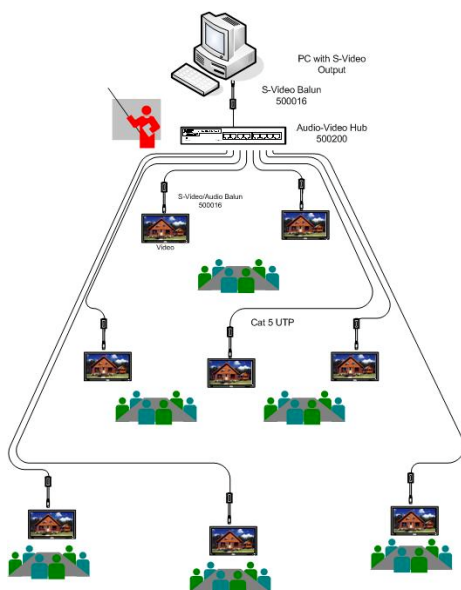 PC with S-Video
Output
S-Video Balun
500016
Audio-Video Hub
500200
S-Video/Audio Balun
500016
Video
Cat 5 UTP